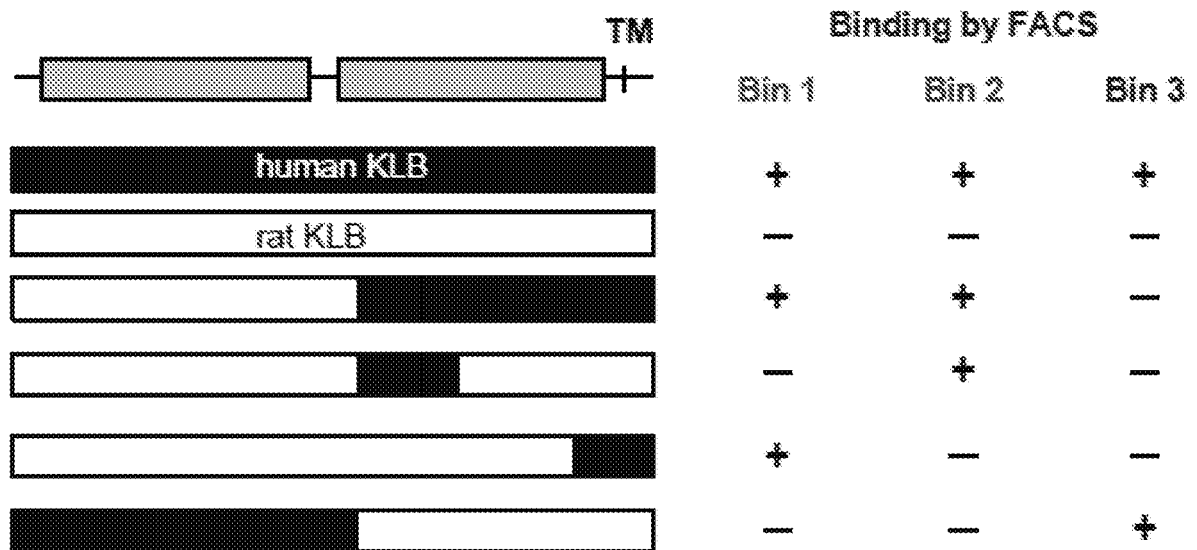 TM
Binding by FACS
Bin 1 Bin 2 Bin 3
human KLB + + +
rat KLB — — —
+ + —
— + —
+ — —
— — +